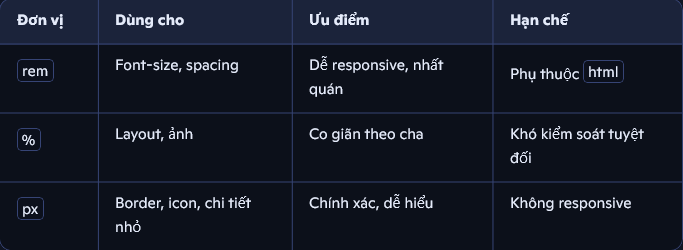 Đơn vị Dùng cho Ưu điểm Hạn chế
rem Font-size, spacing Dễ responsive, nhất quán Phụ thuộc html
% Layout, ảnh Co giãn theo cha Khó kiểm soát tuyệt đối
px Border, icon, chi tiết nhỏ Chính xác, dễ hiểu Không responsive